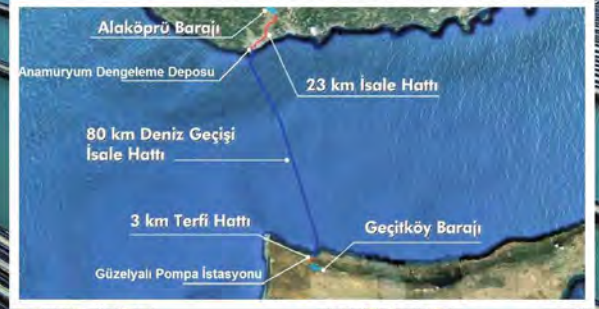 Alaköprü Barajı
Anamuryum Dengeleme Deposu
23 km İsale Hattı
80 km Deniz Geçişi
İsale Hattı
3 km Terfi Hattı
Geçitköy Barajı
Güzelyalı Pompa İstasyonu